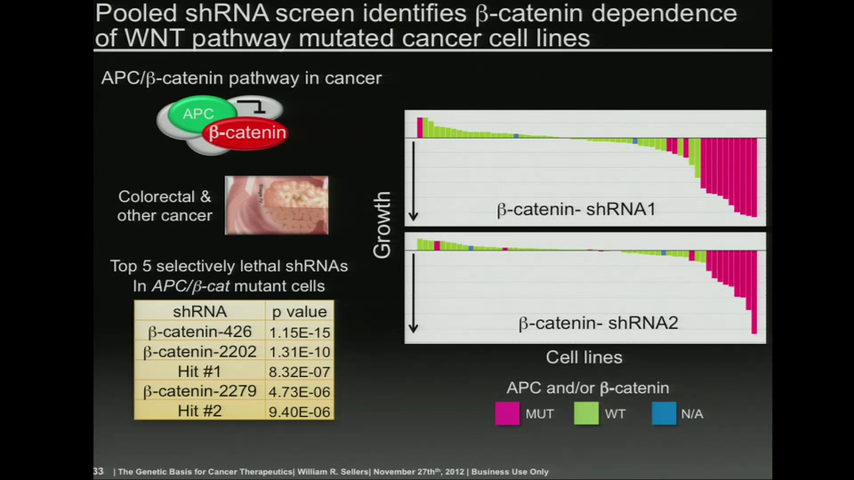 Pooled shRNA screen identifies β-catenin dependence
of WNT pathway mutated cancer cell lines
APC/β-catenin pathway in cancer
APC
β-catenin
Colorectal &
other cancer
Top 5 selectively lethal shRNAs
In APC/β-cat mutant cells
shRNA p value
β-catenin-426 1.15E-15
β-catenin-2202 1.31E-10
Hit #1 8.32E-07
β-catenin-2279 4.73E-06
Hit #2 9.40E-06
Growth
β-catenin- shRNA1
β-catenin- shRNA2
Cell lines
APC and/or β-catenin
MUT WT N/A
33 | The Genetic Basis for Cancer Therapeutics| William R. Sellers| November 27th, 2012 | Business Use Only